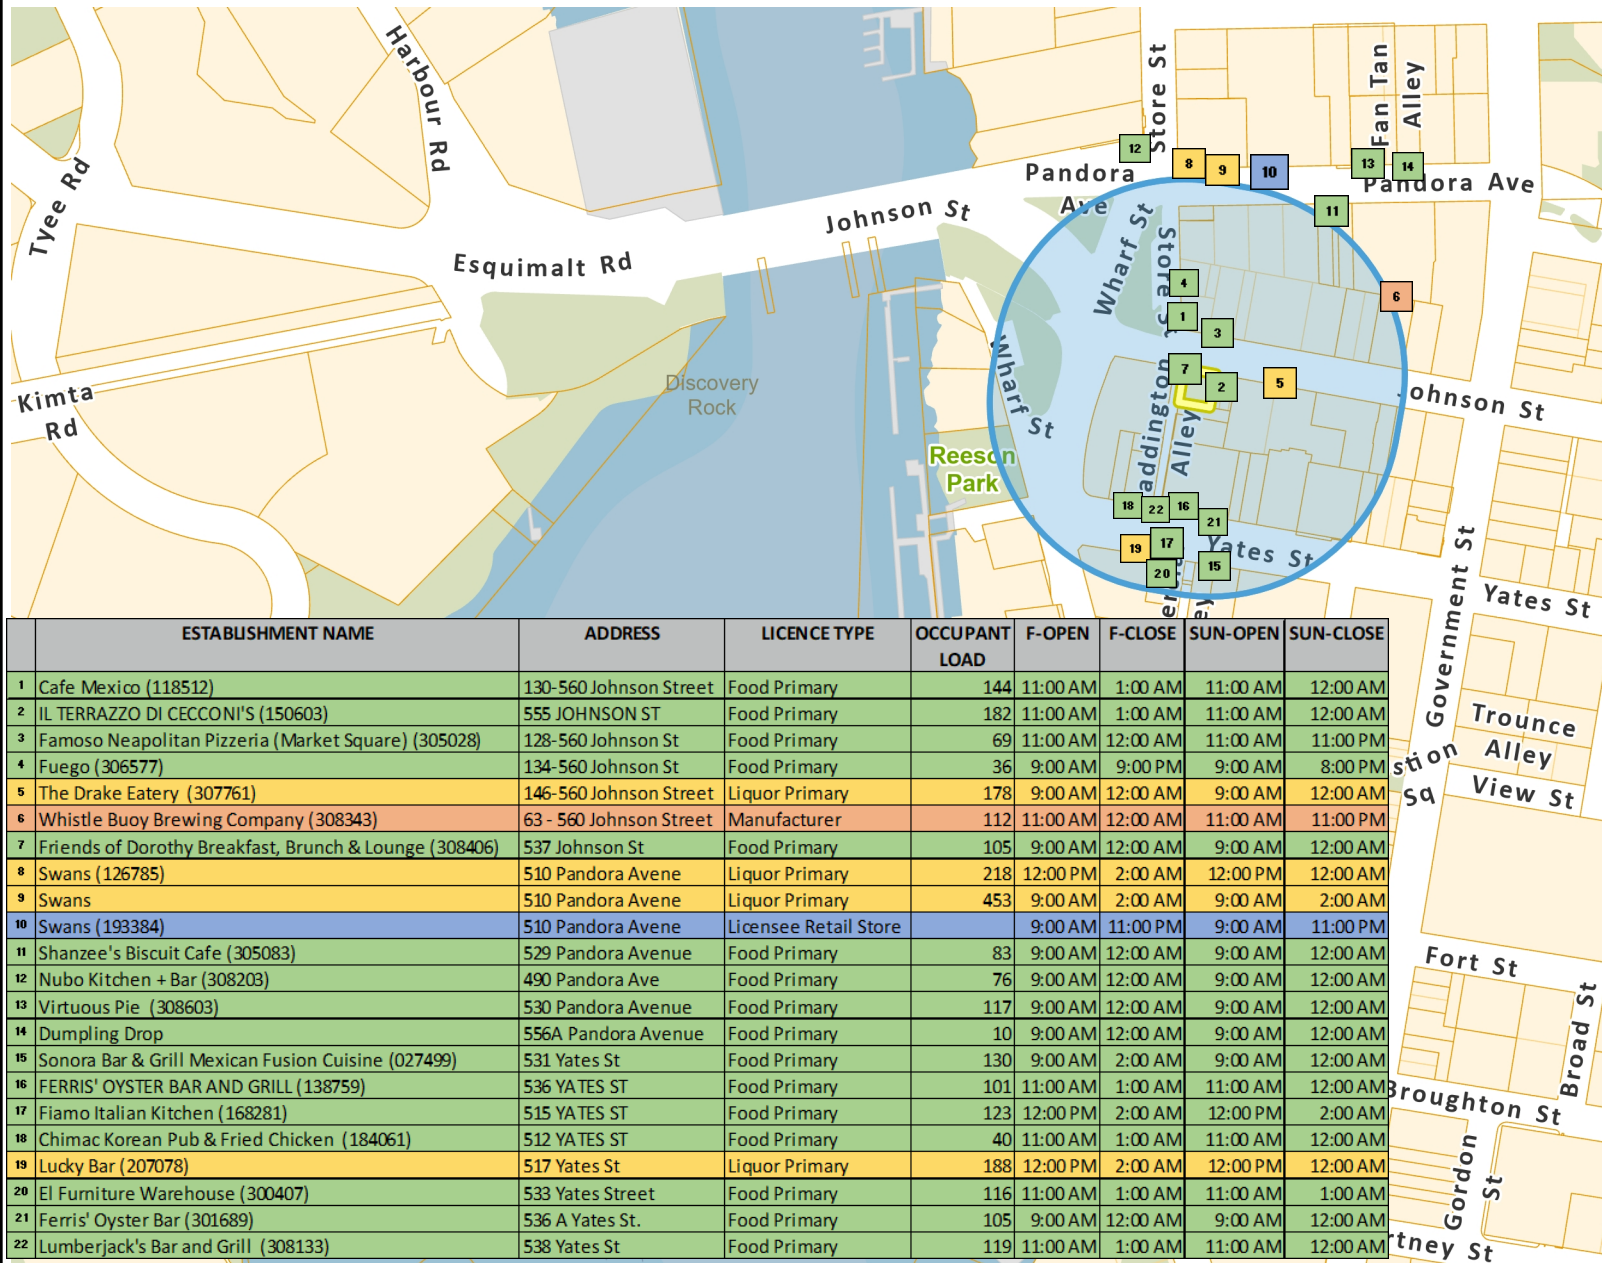 Harbour Rd
Tyee Rd
Esquimalt Rd
Johnson St
Kimta
Rd
Discovery
Rock
Reeson
Park
Pandora
Ave
Store St
Fan Tan
Alley
Pandora Ave
Wharf St
Store St
Wharf St
addington
Alley
ohnson St
Yates St
Yates St
Government St
Trounce
Alley
View St
stion
Sq
Fort St
Broad St
Broughton St
Gordon
St
rtney St
12
8
9
10
13
14
11
4
6
1
3
7
2
5
18
22
16
21
19
17
20
15
ESTABLISHMENT NAME ADDRESS LICENCE TYPE OCCUPANT LOAD F-OPEN F-CLOSE SUN-OPEN SUN-CLOSE
1 Cafe Mexico (118512) 130-560 Johnson Street Food Primary 144 11:00 AM 1:00 AM 11:00 AM 12:00 AM
2 IL TERRAZZO DI CECCONI'S (150603) 555 JOHNSON ST Food Primary 182 11:00 AM 1:00 AM 11:00 AM 12:00 AM
3 Famoso Neapolitan Pizzeria (Market Square) (305028) 128-560 Johnson St Food Primary 69 11:00 AM 12:00 AM 11:00 AM 11:00 PM
4 Fuego (306577) 134-560 Johnson St Food Primary 36 9:00 AM 9:00 PM 9:00 AM 8:00 PM
5 The Drake Eatery (307761) 146-560 Johnson Street Liquor Primary 178 9:00 AM 12:00 AM 9:00 AM 12:00 AM
6 Whistle Buoy Brewing Company (308343) 63 - 560 Johnson Street Manufacturer 112 11:00 AM 12:00 AM 11:00 AM 11:00 PM
7 Friends of Dorothy Breakfast, Brunch & Lounge (308406) 537 Johnson St Food Primary 105 9:00 AM 12:00 AM 9:00 AM 12:00 AM
8 Swans (126785) 510 Pandora Avene Liquor Primary 218 12:00 PM 2:00 AM 12:00 PM 2:00 AM
9 Swans 510 Pandora Avene Liquor Primary 453 9:00 AM 2:00 AM 9:00 AM 2:00 AM
10 Swans (193384) 510 Pandora Avene Licensee Retail Store 9:00 AM 11:00 PM 9:00 AM 11:00 PM
11 Shanzee's Biscuit Cafe (305083) 529 Pandora Avenue Food Primary 83 9:00 AM 12:00 AM 9:00 AM 12:00 AM
12 Nubo Kitchen + Bar (308203) 490 Pandora Ave Food Primary 76 9:00 AM 12:00 AM 9:00 AM 12:00 AM
13 Virtuous Pie (308603) 530 Pandora Avenue Food Primary 117 9:00 AM 12:00 AM 9:00 AM 12:00 AM
14 Dumpling Drop 556A Pandora Avenue Food Primary 10 9:00 AM 12:00 AM 9:00 AM 12:00 AM
15 Sonora Bar & Grill Mexican Fusion Cuisine (027499) 531 Yates St Food Primary 130 9:00 AM 2:00 AM 9:00 AM 12:00 AM
16 FERRIS' OYSTER BAR AND GRILL (138759) 536 YATES ST Food Primary 101 11:00 AM 1:00 AM 11:00 AM 12:00 AM
17 Fiamo Italian Kitchen (168281) 515 YATES ST Food Primary 123 12:00 PM 2:00 AM 12:00 PM 2:00 AM
18 Chimac Korean Pub & Fried Chicken (184061) 512 YATES ST Food Primary 40 11:00 AM 1:00 AM 11:00 AM 12:00 AM
19 Lucky Bar (207078) 517 Yates St Liquor Primary 188 12:00 PM 2:00 AM 12:00 PM 12:00 AM
20 El Furniture Warehouse (300407) 533 Yates Street Food Primary 116 11:00 AM 1:00 AM 11:00 AM 1:00 AM
21 Ferris' Oyster Bar (301689) 536 A Yates St. Food Primary 105 9:00 AM 12:00 AM 9:00 AM 12:00 AM
22 Lumberjack's Bar and Grill (308133) 538 Yates St Food Primary 119 11:00 AM 1:00 AM 11:00 AM 12:00 AM